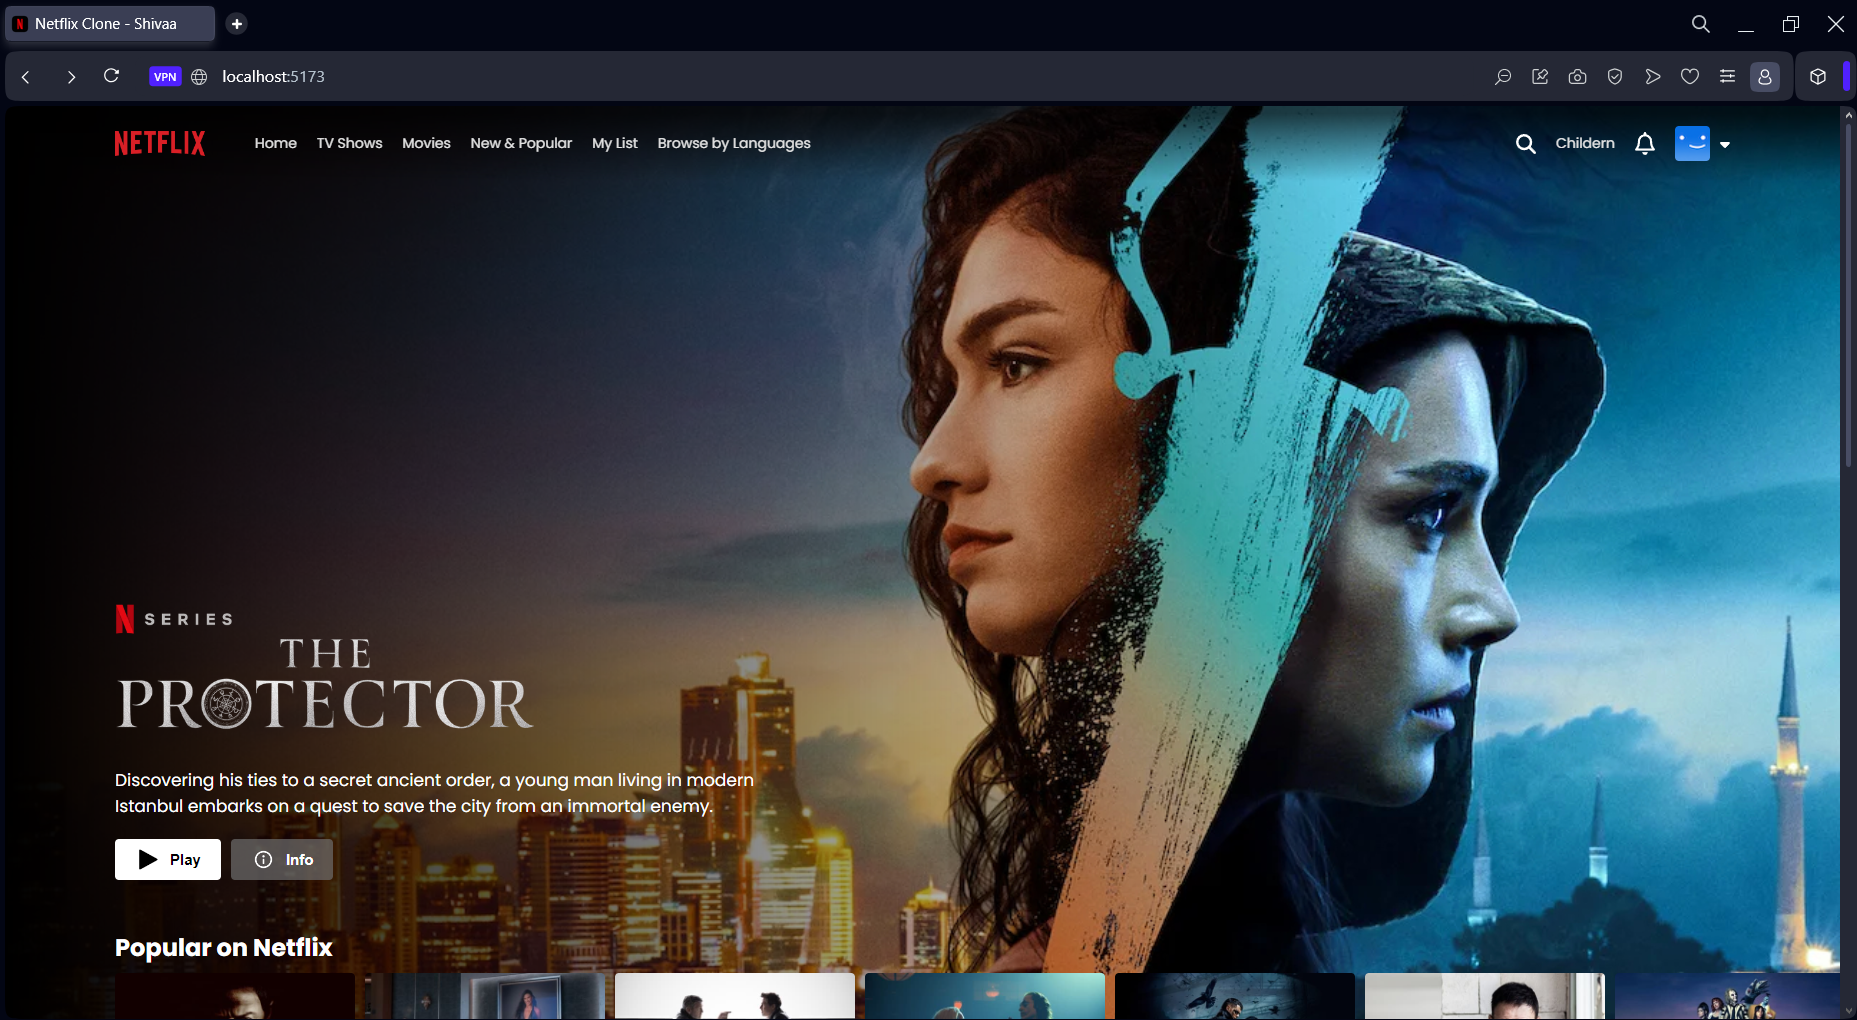 Netflix Clone - Shivaa
VPN
localhost:5173
NETFLIX
Home
TV Shows
Movies
New & Popular
My List
Browse by Languages
Childern
N SERIES
THE
PROTECTOR
Discovering his ties to a secret ancient order, a young man living in modern
Istanbul embarks on a quest to save the city from an immortal enemy.
Play
Info
Popular on Netflix